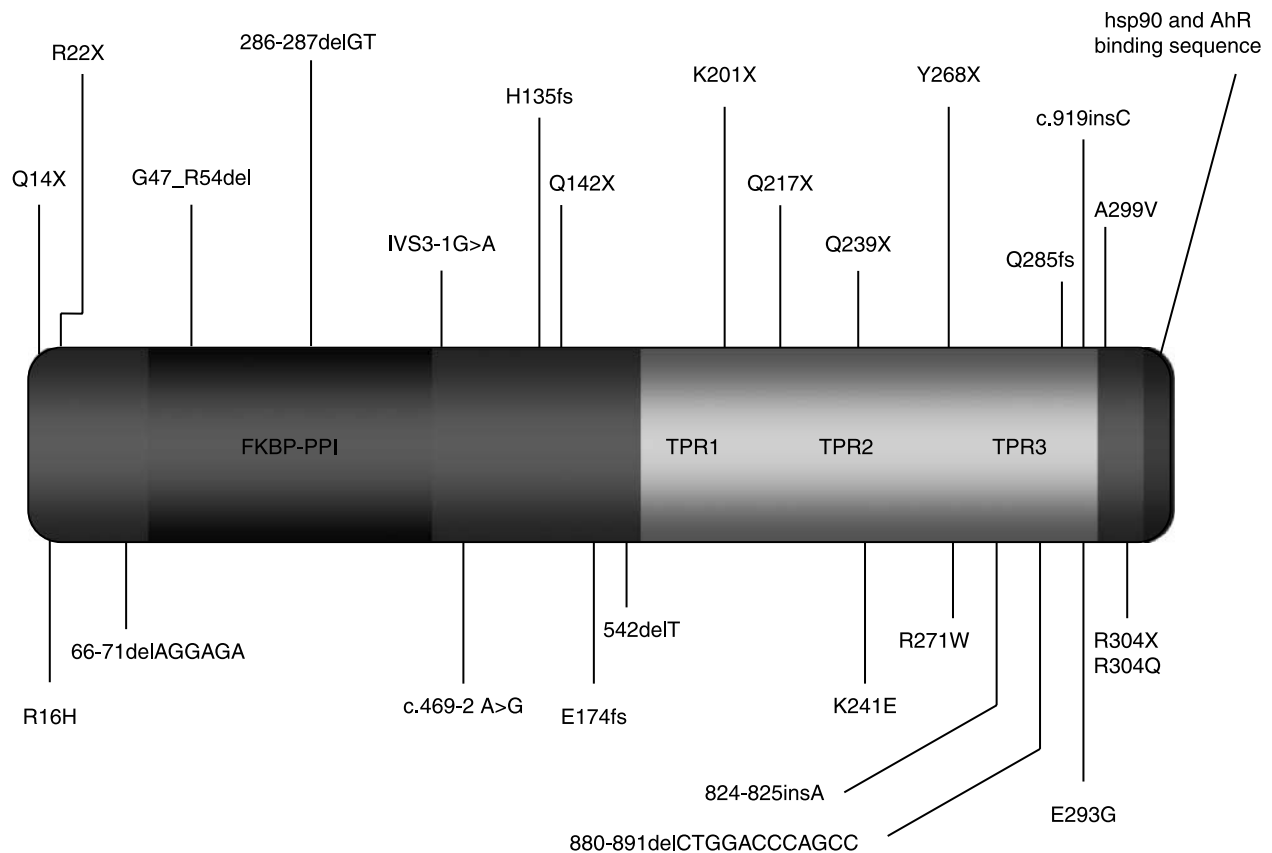 hsp90 and AhR
binding sequence
R22X
286-287delGT
K201X
Y268X
H135fs
c.919insC
Q14X
G47_R54del
Q142X
Q217X
A299V
IVS3-1G>A
Q239X
Q285fs
FKBP-PPI
TPR1
TPR2
TPR3
66-71delAGGAGA
542delT
R271W
R304X
R304Q
R16H
c.469-2 A>G
E174fs
K241E
824-825insA
E293G
880-891delCTGGACCCAGCC